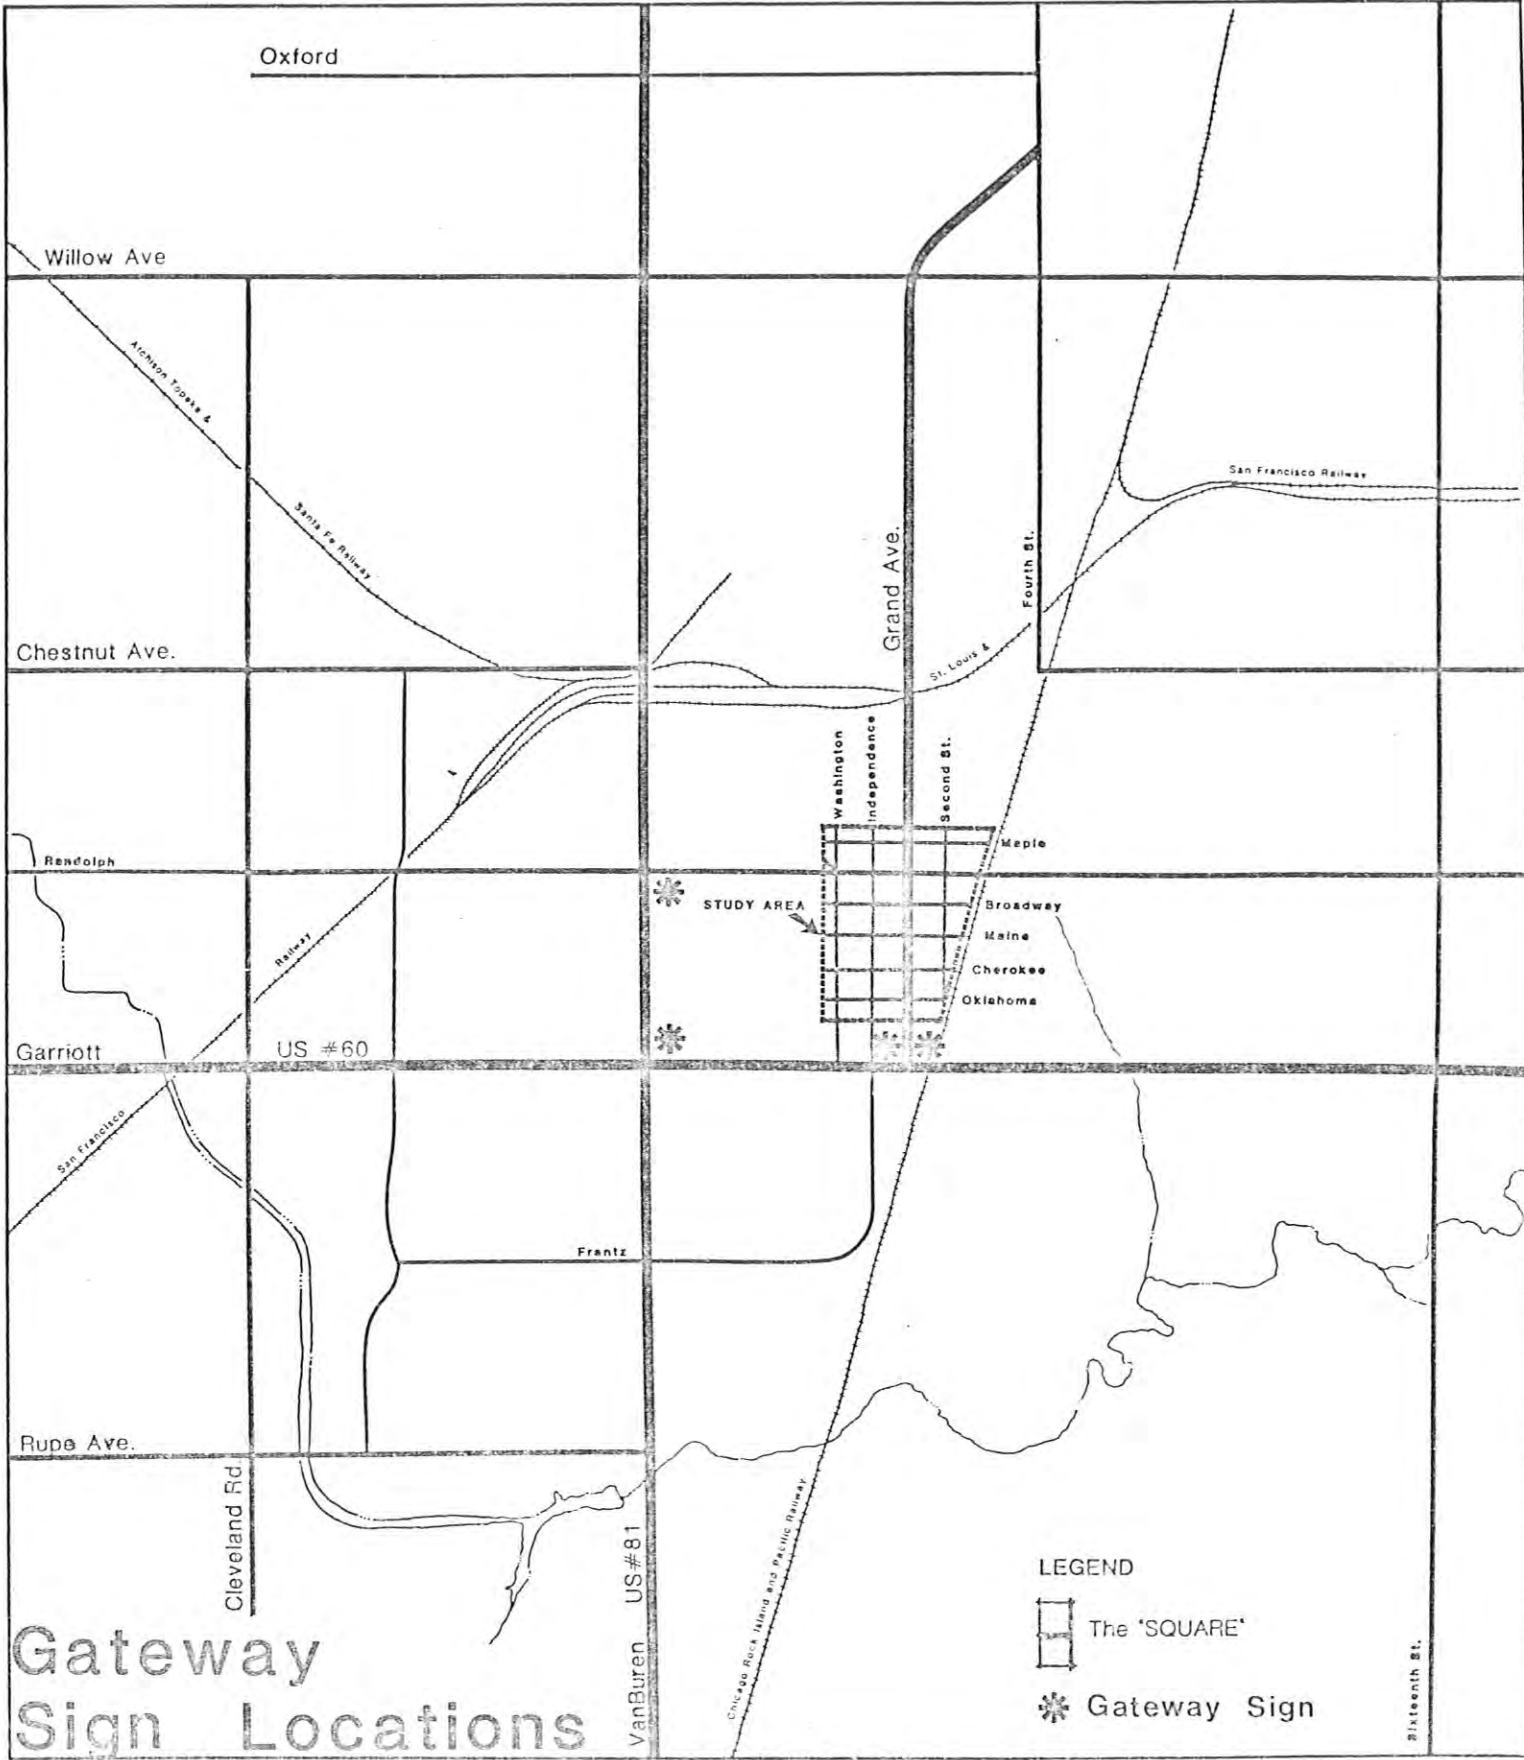 Oxford
Willow Ave
Atchison Topeka &
Santa Fe Railway
San Francisco Railway
Grand Ave.
Fourth St.
Chestnut Ave.
St. Louis &
Washington
Independence
Second St.
Maple
Randolph
STUDY AREA
Broadway
Maine
Railway
Cherokee
Oklahoma
Garriott
US #60
San Francisco
Frantz
Rupe Ave.
Cleveland Rd.
VanBuren US#81
Chicago Rock Island and Pacific Railway
Sixteenth St.
LEGEND
The "SQUARE"
Gateway Sign
Gateway
Sign Locations